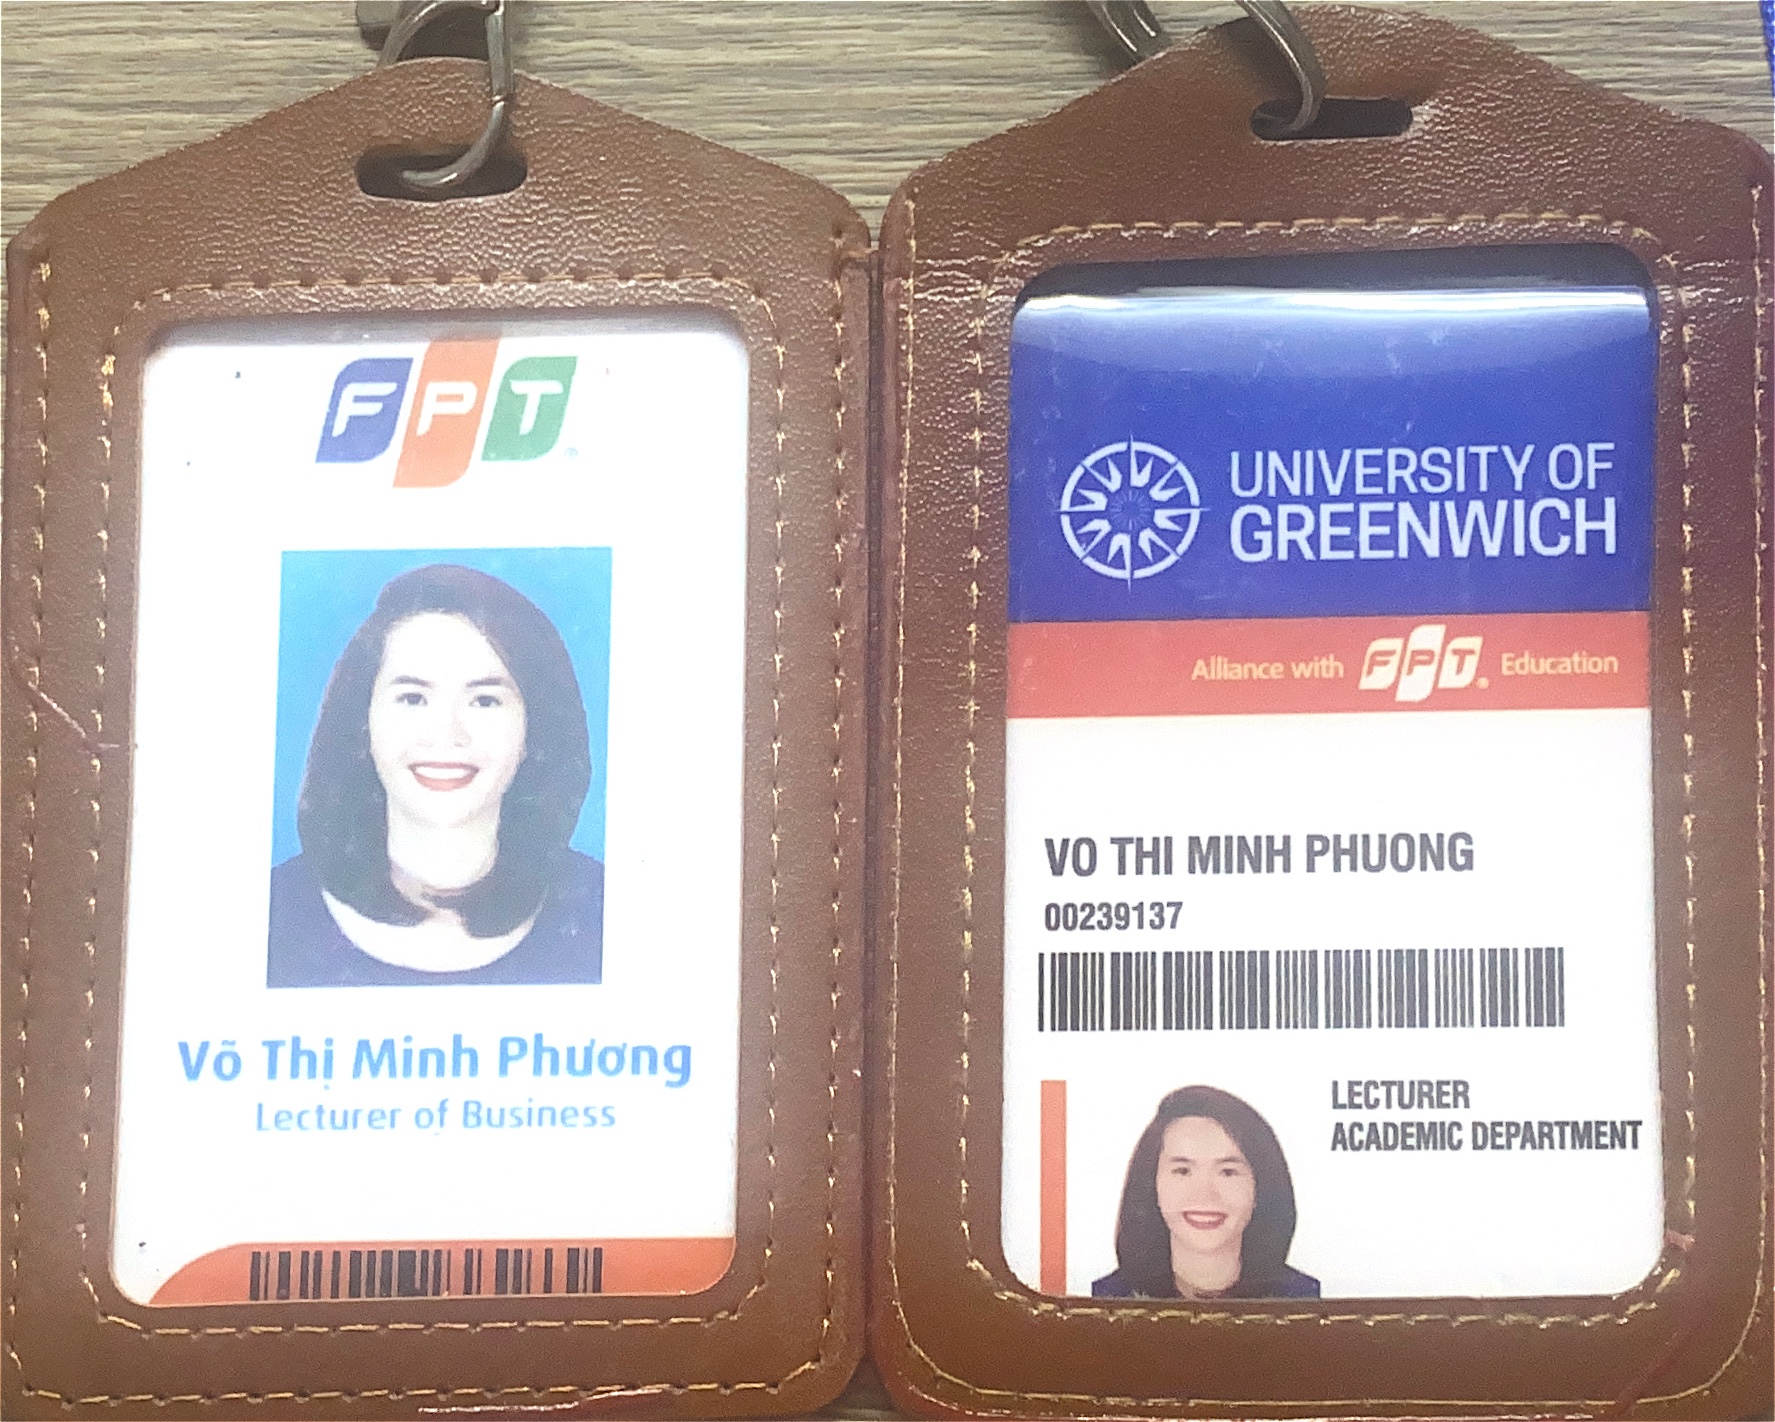 FPT
Võ Thị Minh Phương
Lecturer of Business
UNIVERSITY OF
GREENWICH
Alliance with FPT Education
VO THI MINH PHUONG
00239137
LECTURER
ACADEMIC DEPARTMENT